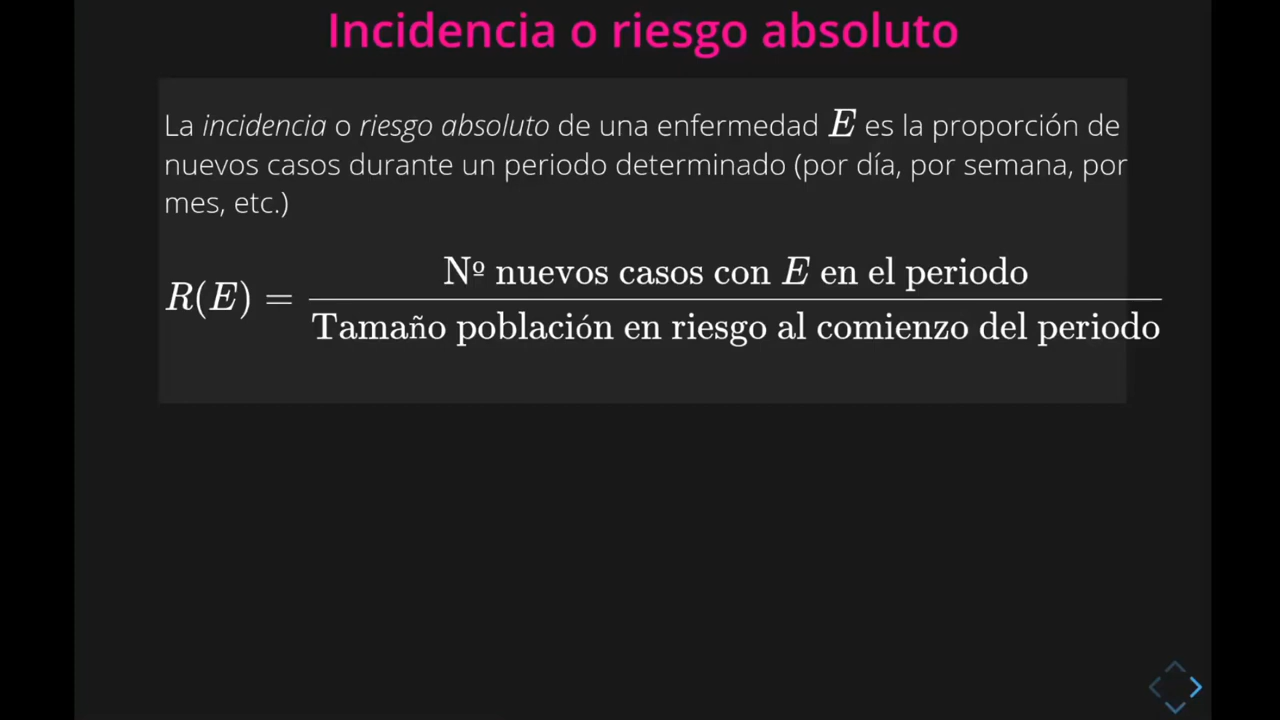 Incidencia o riesgo absoluto
La incidencia o riesgo absoluto de una enfermedad E es la proporción de
nuevos casos durante un periodo determinado (por día, por semana, por
mes, etc.)
Nº nuevos casos con E en el periodo
R(E) =
Tamaño población en riesgo al comienzo del periodo